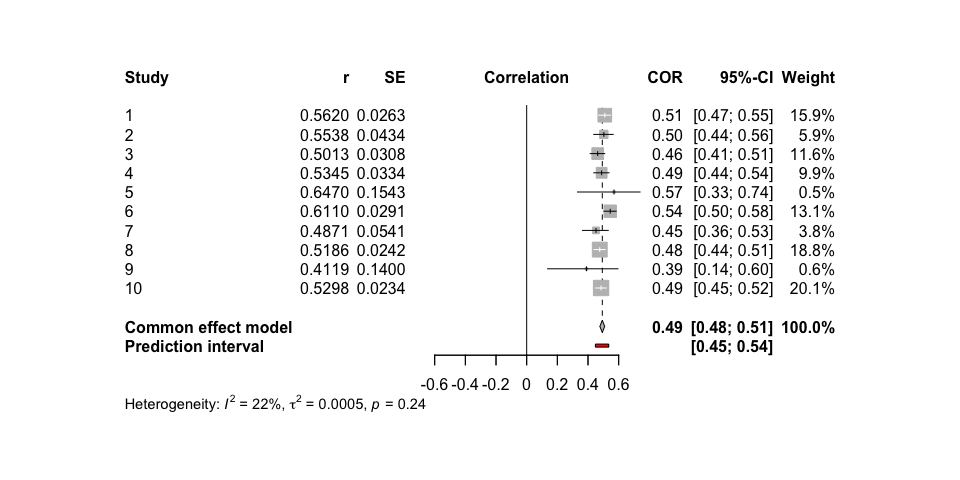 Study r SE Correlation COR 95%-CI Weight
1 0.5620 0.0263 0.51 [0.47; 0.55] 15.9%
2 0.5538 0.0434 0.50 [0.44; 0.56] 5.9%
3 0.5013 0.0308 0.46 [0.41; 0.51] 11.6%
4 0.5345 0.0334 0.49 [0.44; 0.54] 9.9%
5 0.6470 0.1543 0.57 [0.33; 0.74] 0.5%
6 0.6110 0.0291 0.54 [0.50; 0.58] 13.1%
7 0.4871 0.0541 0.45 [0.36; 0.53] 3.8%
8 0.5186 0.0242 0.48 [0.44; 0.51] 18.8%
9 0.4119 0.1400 0.39 [0.14; 0.60] 0.6%
10 0.5298 0.0234 0.49 [0.45; 0.52] 20.1%
Common effect model 0.49 [0.48; 0.51] 100.0%
Prediction interval [0.45; 0.54]
-0.6 -0.4 -0.2 0 0.2 0.4 0.6
Heterogeneity: I² = 22%, τ² = 0.0005, p = 0.24